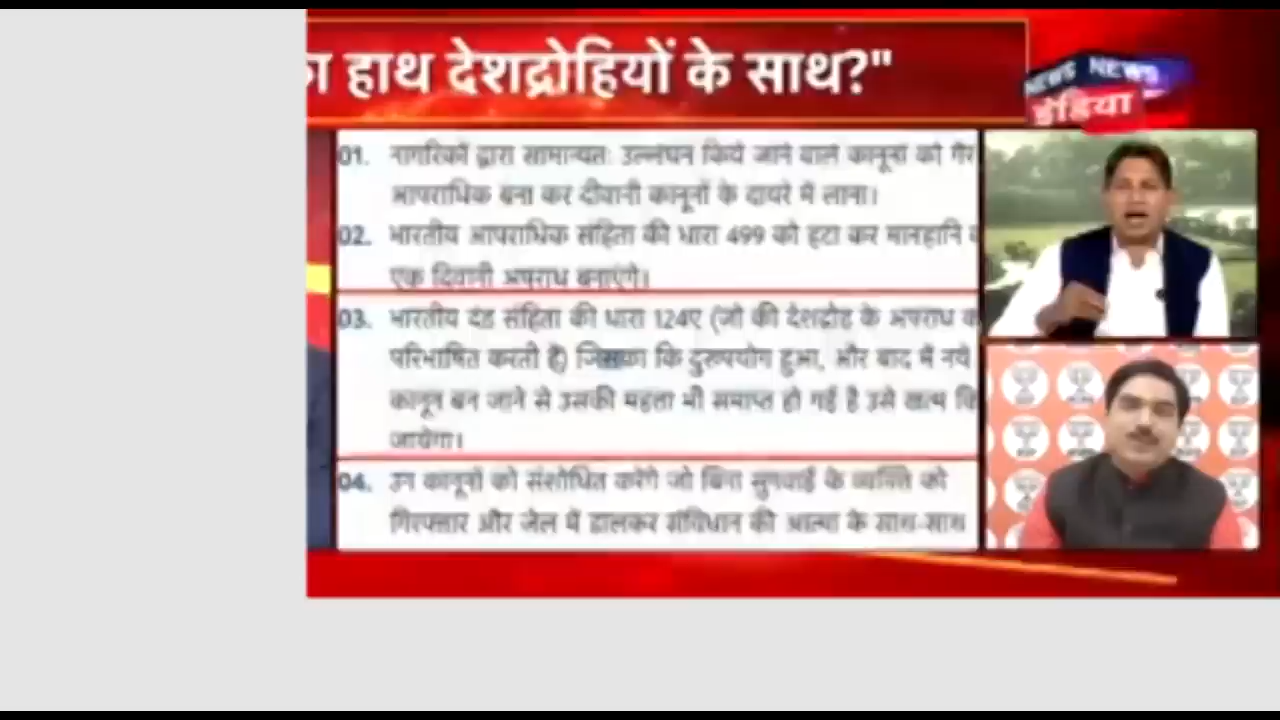 ा हाथ देशद्रोहियों के साथ?"
NEWS NEWS
इंडिया
01. नागरिकों द्वारा सामान्यतः उल्लंघन किये जाने वाले कानूनों को गैर
आपराधिक बना कर दीवानी कानूनों के दायरे में लाना।
02. भारतीय आपराधिक संहिता की धारा 499 को हटा कर मानहानि
एक दिवानी अपराध बनाएंगे।
03. भारतीय दंड संहिता की धारा 124ए (जो की देशद्रोह के अपराध
परिभाषित करती है) जिसका कि दुरुपयोग हुआ, और बाद में नये
कानून बन जाने से उसकी महत्ता भी समाप्त हो गई है उसे खत्म कि
जायेगा।
04. उन कानूनों को संशोधित करेंगे जो बिना सुनवाई के व्यक्ति को
गिरफ्तार और जेल में डालकर संविधान की आत्मा के साथ-साथ